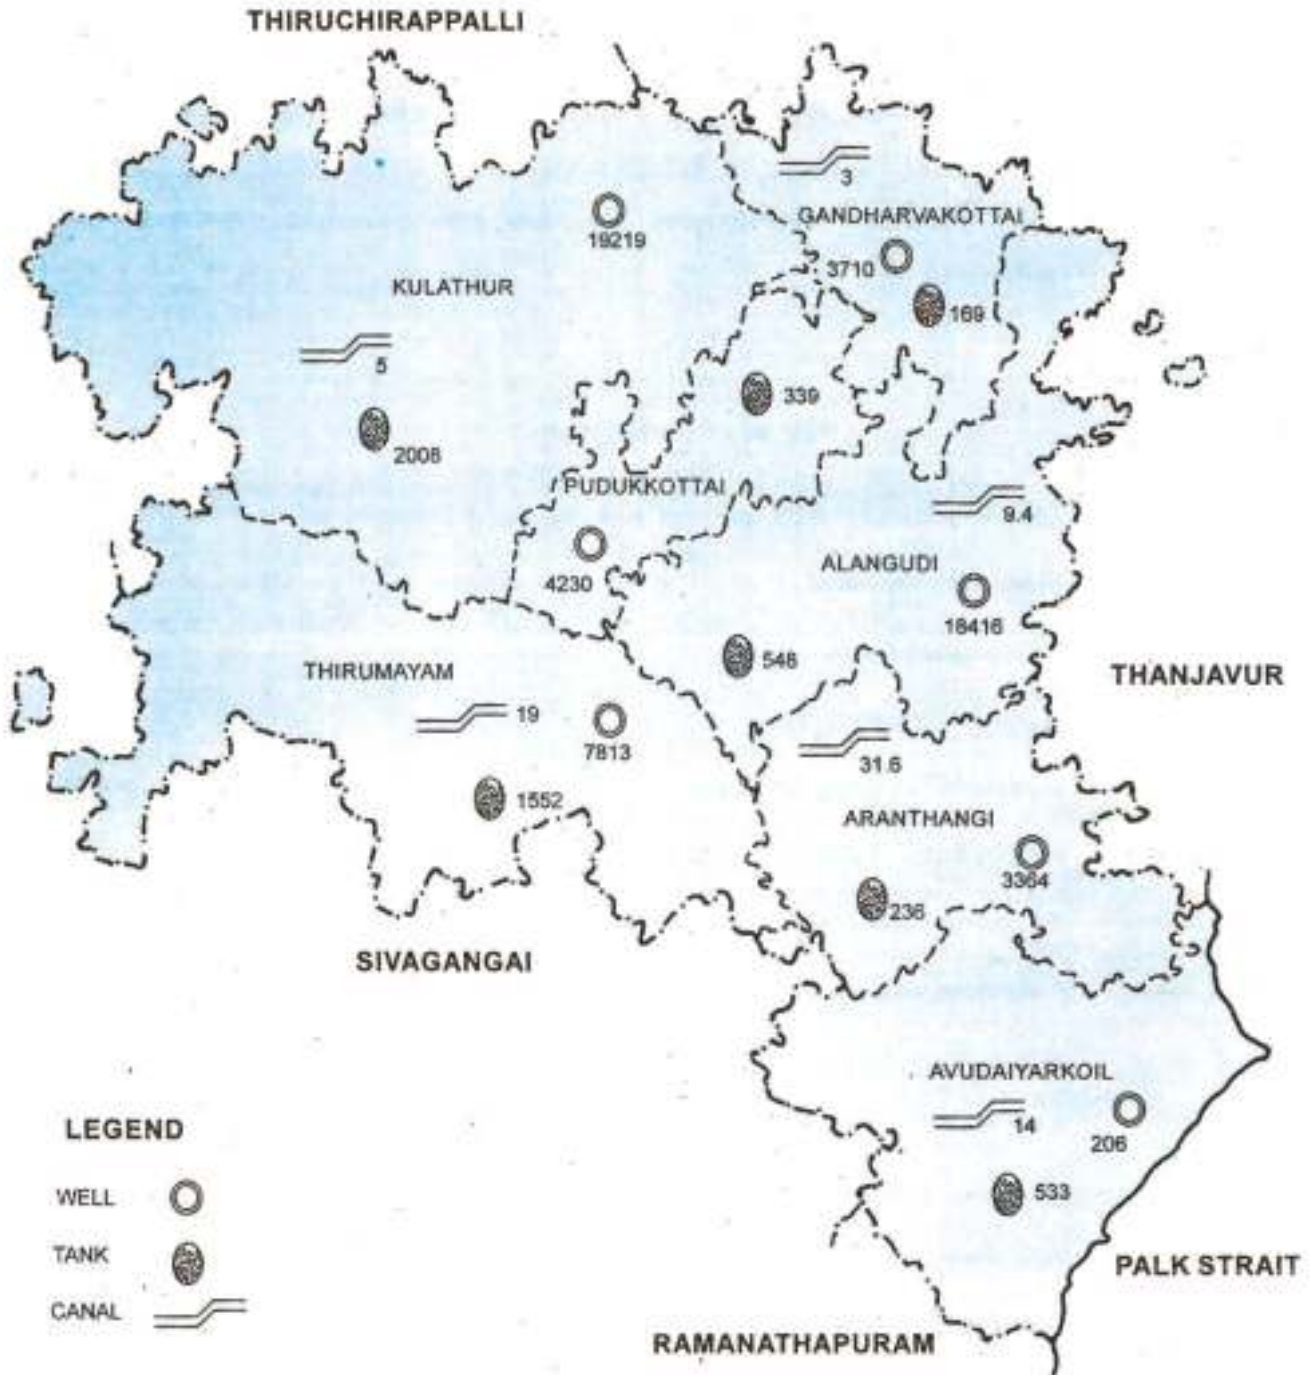 THIRUCHIRAPPALLI
3
GANDHARVAKOTTAI
19219
3710
KULATHUR
169
5
339
2008
PUDUKKOTTAI
9.4
ALANGUDI
4230
18416
548
THIRUMAYAM
THANJAVUR
19
7813
31.6
1552
ARANTHANGI
3364
236
SIVAGANGAI
AVUDAIYARKOIL
LEGEND
14
206
WELL
533
TANK
PALK STRAIT
CANAL
RAMANATHAPURAM